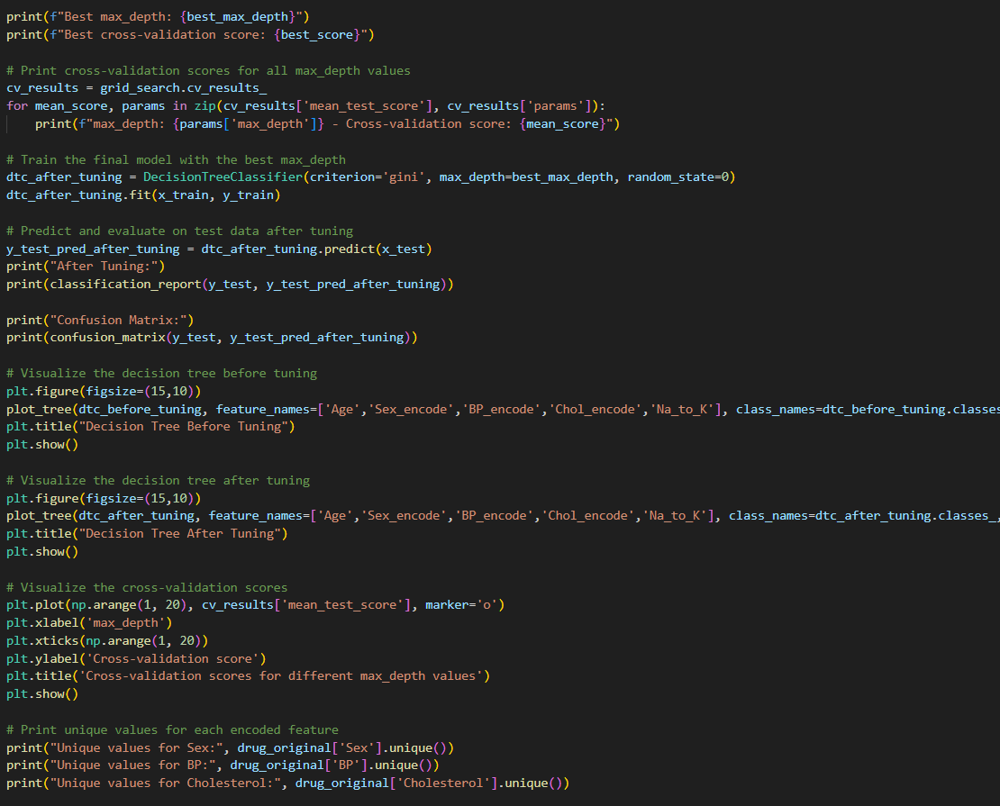 print(f"Best max_depth: {best_max_depth}")
print(f"Best cross-validation score: {best_score}")
# Print cross-validation scores for all max_depth values
cv_results = grid_search.cv_results_
for mean_score, params in zip(cv_results['mean_test_score'], cv_results['params']):
    print(f"max_depth: {params['max_depth']} - Cross-validation score: {mean_score}")
# Train the final model with the best max_depth
dtc_after_tuning = DecisionTreeClassifier(criterion='gini', max_depth=best_max_depth, random_state=0)
dtc_after_tuning.fit(x_train, y_train)
# Predict and evaluate on test data after tuning
y_test_pred_after_tuning = dtc_after_tuning.predict(x_test)
print("After Tuning:")
print(classification_report(y_test, y_test_pred_after_tuning))
print("Confusion Matrix:")
print(confusion_matrix(y_test, y_test_pred_after_tuning))
# Visualize the decision tree before tuning
plt.figure(figsize=(15,10))
plot_tree(dtc_before_tuning, feature_names=['Age','Sex_encode','BP_encode','Chol_encode','Na_to_K'], class_names=dtc_before_tuning.classes
plt.title("Decision Tree Before Tuning")
plt.show()
# Visualize the decision tree after tuning
plt.figure(figsize=(15,10))
plot_tree(dtc_after_tuning, feature_names=['Age','Sex_encode','BP_encode','Chol_encode','Na_to_K'], class_names=dtc_after_tuning.classes_,
plt.title("Decision Tree After Tuning")
plt.show()
# Visualize the cross-validation scores
plt.plot(np.arange(1, 20), cv_results['mean_test_score'], marker='o')
plt.xlabel('max_depth')
plt.xticks(np.arange(1, 20))
plt.ylabel('Cross-validation score')
plt.title('Cross-validation scores for different max_depth values')
plt.show()
# Print unique values for each encoded feature
print("Unique values for Sex:", drug_original['Sex'].unique())
print("Unique values for BP:", drug_original['BP'].unique())
print("Unique values for Cholesterol:", drug_original['Cholesterol'].unique())